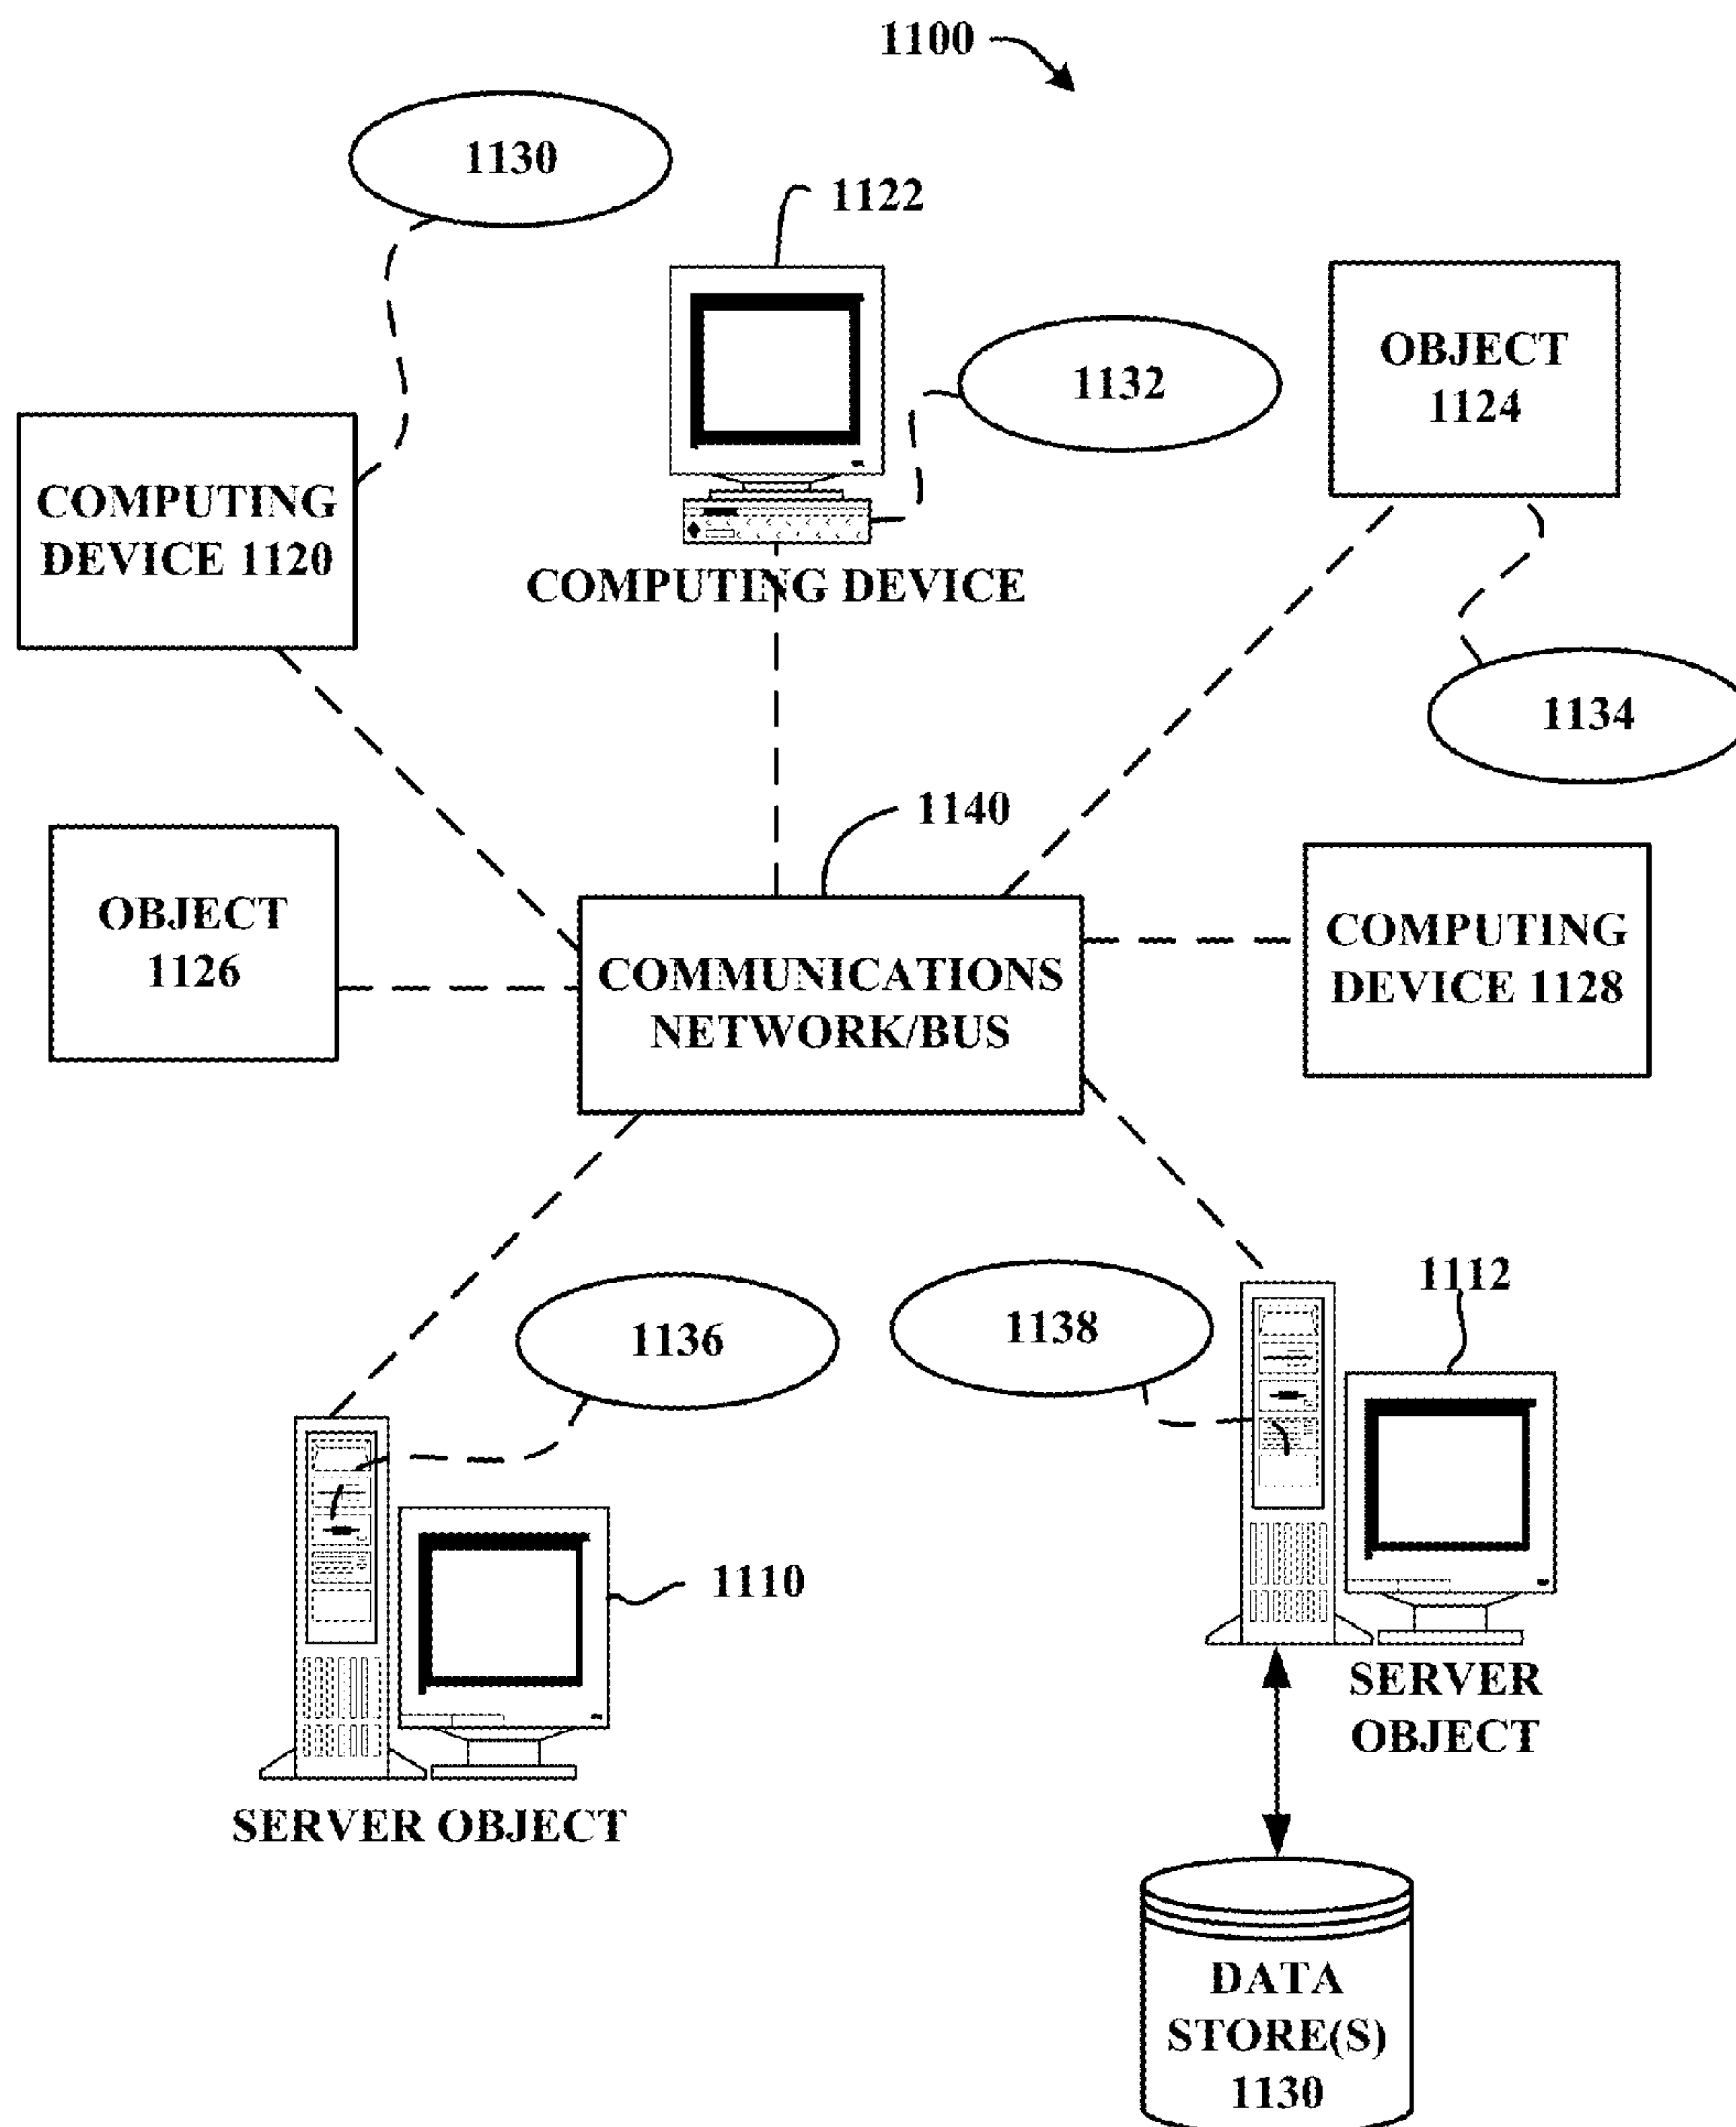 1100
1130
1122
1132
OBJECT
1124
COMPUTING
DEVICE 1120
COMPUTING DEVICE
1134
1140
OBJECT
1126
COMMUNICATIONS
NETWORK/BUS
COMPUTING
DEVICE 1128
1136
1138
1112
1110
SERVER
OBJECT
SERVER OBJECT
DATA
STORE(S)
1130